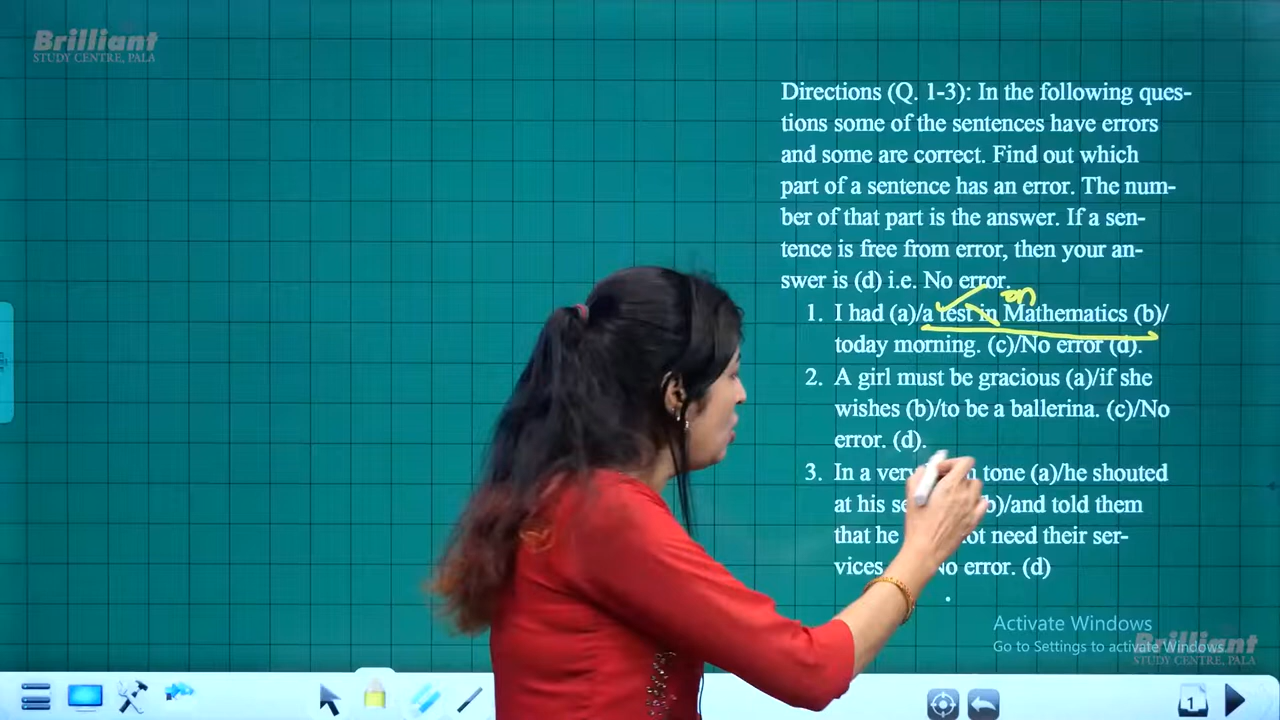 Brilliant
STUDY CENTRE, PALA
Directions (Q. 1-3): In the following ques-
tions some of the sentences have errors
and some are correct. Find out which
part of a sentence has an error. The num-
ber of that part is the answer. If a sen-
tence is free from error, then your an-
swer is (d) i.e. No error.
on
1. I had (a)/a test in Mathematics (b)/
today morning. (c)/No error (d).
2. A girl must be gracious (a)/if she
wishes (b)/to be a ballerina. (c)/No
error. (d).
3. In a very tone (a)/he shouted
at his b)/and told them
that he need their ser-
vices error. (d)
Activate Windows
Go to Settings to activate Windows.
Brilliant
STUDY CENTRE, PALA
1